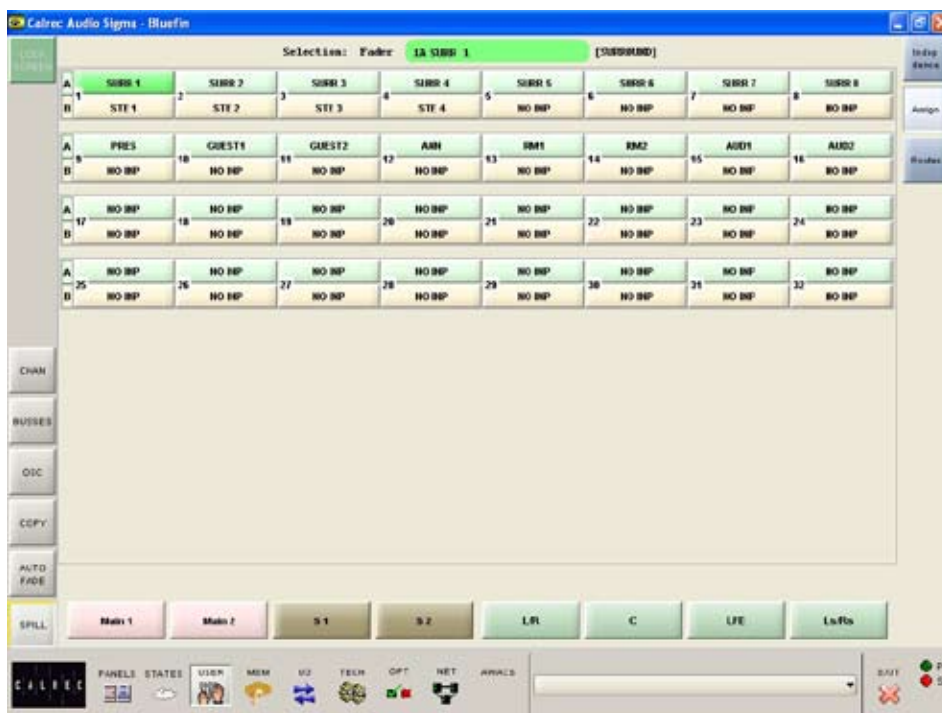 Calrec Audio Sigma - Bluefin
Selection: Fader 1A SURR 1 [SURROUND]
Indep
dence
A SURR 1 SURR 2 SURR 3 SURR 4 SURR 5 SURR 6 SURR 7 SURR 8
1 2 3 4 5 6 7 8
B STE 1 STE 2 STE 3 STE 4 NO INP NO INP NO INP NO INP
Assign
A PRES GUEST1 GUEST2 ANN RM1 RM2 AUD1 AUD2
9 10 11 12 13 14 15 16
B NO INP NO INP NO INP NO INP NO INP NO INP NO INP NO INP
Routes
A NO INP NO INP NO INP NO INP NO INP NO INP NO INP NO INP
17 18 19 20 21 22 23 24
B NO INP NO INP NO INP NO INP NO INP NO INP NO INP NO INP
A NO INP NO INP NO INP NO INP NO INP NO INP NO INP NO INP
25 26 27 28 29 30 31 32
B NO INP NO INP NO INP NO INP NO INP NO INP NO INP NO INP
CHAN
BUSSES
OSC
COPY
AUTO
FADE
SPILL Main 1 Main 2 S 1 S 2 L/R C LFE Ls/Rs
CALREC PANELS STATES USER MEM I/O TECH OPT NET AWACS EXIT P
S